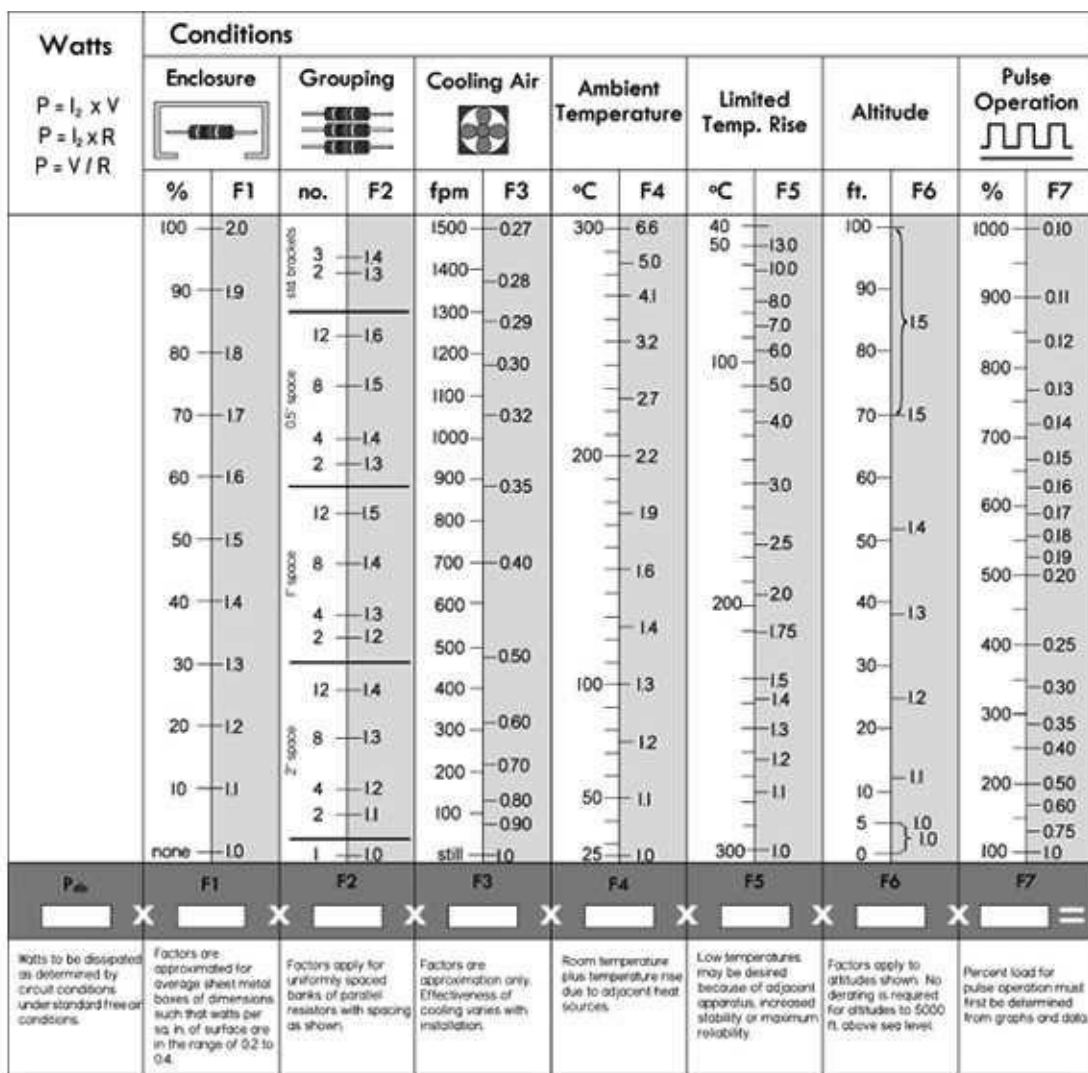 Watts
P = I₂ x V
P = I₂ x R
P = V / R
Conditions
Enclosure
Grouping
Cooling Air
Ambient
Temperature
Limited
Temp. Rise
Altitude
Pulse
Operation
% F1 no. F2 fpm F3 ºC F4 ºC F5 ft. F6 % F7
100 2.0
90 1.9
80 1.8
70 1.7
60 1.6
50 1.5
40 1.4
30 1.3
20 1.2
10 1.1
none 1.0
std. brackets
3 1.4
2 1.3
0.5" space
12 1.6
8 1.5
4 1.4
2 1.3
1" space
12 1.5
8 1.4
4 1.3
2 1.2
2" space
12 1.4
8 1.3
4 1.2
2 1.1
1 1.0
1500 0.27
1400
0.28
1300
0.29
1200
0.30
1100
0.32
1000
900
0.35
800
700 0.40
600
500
0.50
400
300
0.60
200
0.70
0.80
100
0.90
still 1.0
300 6.6
5.0
4.1
3.2
2.7
200 2.2
1.9
1.6
1.4
100 1.3
1.2
50 1.1
25 1.0
40
50 13.0
10.0
8.0
7.0
6.0
100
5.0
4.0
3.0
2.5
2.0
200
1.75
1.5
1.4
1.3
1.2
1.1
300 1.0
100
90
1.5
80
70 1.5
60
1.4
50
40
1.3
30
1.2
20
1.1
10
5 1.0
1.0
0
1000 0.10
900 0.11
0.12
800
0.13
0.14
700
0.15
0.16
600
0.17
0.18
0.19
500 0.20
400 0.25
0.30
300
0.35
0.40
200 0.50
0.60
0.75
100 1.0
F1 F2 F3 F4 F5 F6 F7
X X X X X X X =
Watts to be dissipated
as determined by
circuit conditions
under standard free air
conditions.
Factors are
approximated for
average sheet metal
boxes of dimensions
such that watts per
sq. in. of surface are
in the range of 0.2 to
0.4.
Factors apply for
uniformly spaced
banks of parallel
resistors with spacing
as shown.
Factors are
approximation only.
Effectiveness of
cooling varies with
installation.
Room temperature
plus temperature rise
due to adjacent heat
sources.
Low temperatures
may be desired
because of adjacent
apparatus, increased
stability or maximum
reliability.
Factors apply to
altitudes shown. No
derating is required
for altitudes to 5000
ft. above sea level.
Percent load for
pulse operation must
first be determined
from graphs and data.